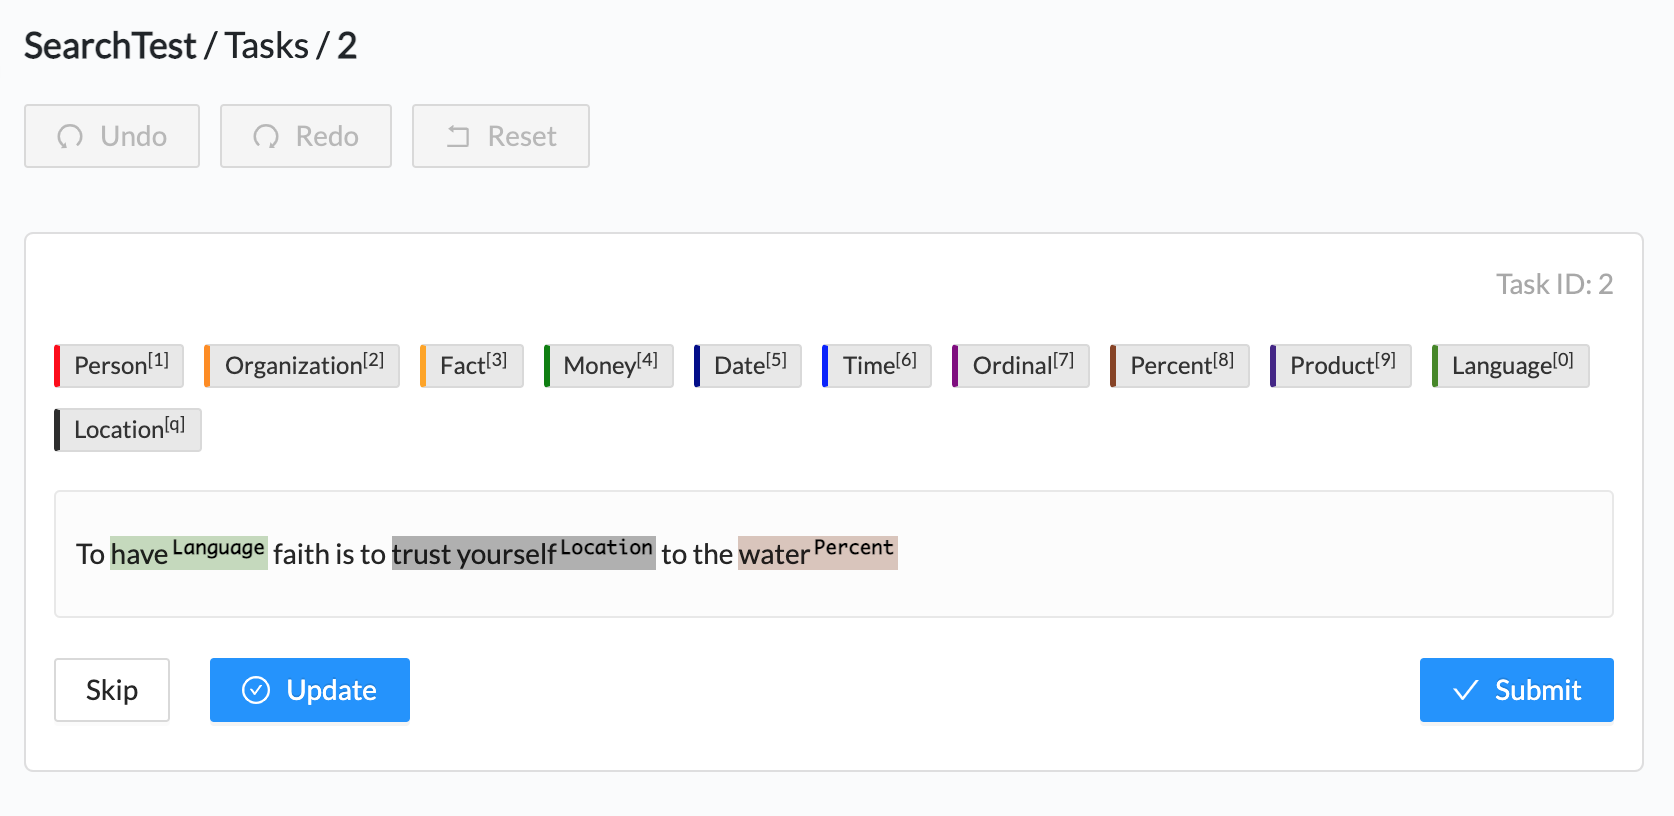 SearchTest / Tasks / 2
Undo Redo Reset
Task ID: 2
Person[1] Organization[2] Fact[3] Money[4] Date[5] Time[6] Ordinal[7] Percent[8] Product[9] Language[0]
Location[q]
To have Language faith is to trust yourself Location to the water Percent
Skip Update Submit